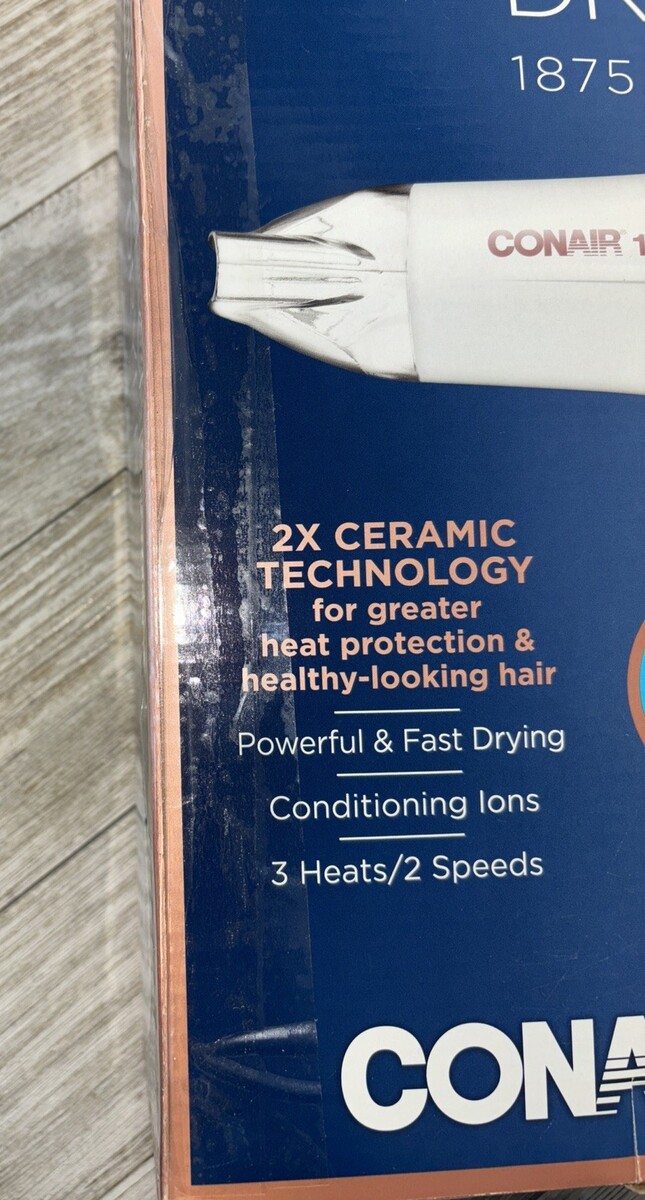 1875
CONAIR® 1
2X CERAMIC
TECHNOLOGY
for greater
heat protection &
healthy-looking hair
Powerful & Fast Drying
Conditioning Ions
3 Heats/2 Speeds
CONA